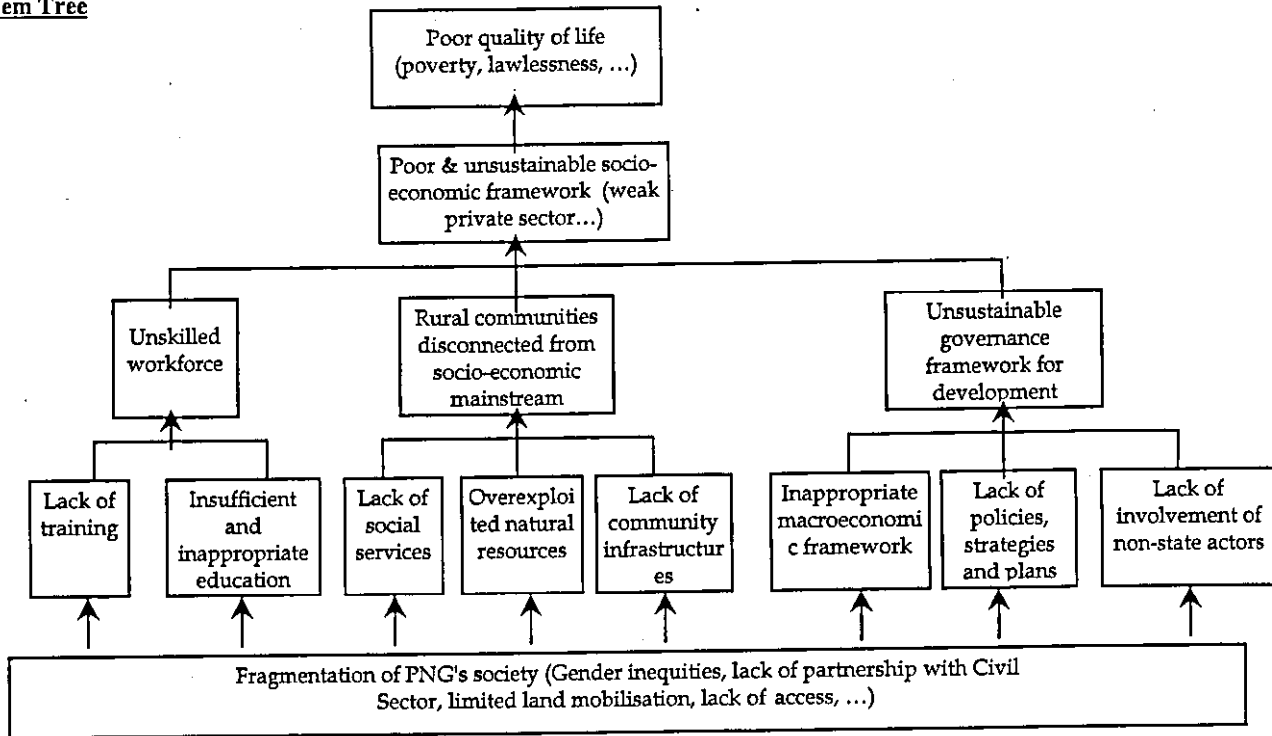 em Tree
Poor quality of life
(poverty, lawlessness, ...)
Poor & unsustainable socio-
economic framework (weak
private sector...)
Unskilled
workforce
Rural communities
disconnected from
socio-economic
mainstream
Unsustainable
governance
framework for
development
Lack of
training
Insufficient
and
inappropriate
education
Lack of
social
services
Overexploi
ted natural
resources
Lack of
community
infrastructur
es
Inappropriate
macroeconomi
c framework
Lack of
policies,
strategies
and plans
Lack of
involvement of
non-state actors
Fragmentation of PNG's society (Gender inequities, lack of partnership with Civil
Sector, limited land mobilisation, lack of access, ...)